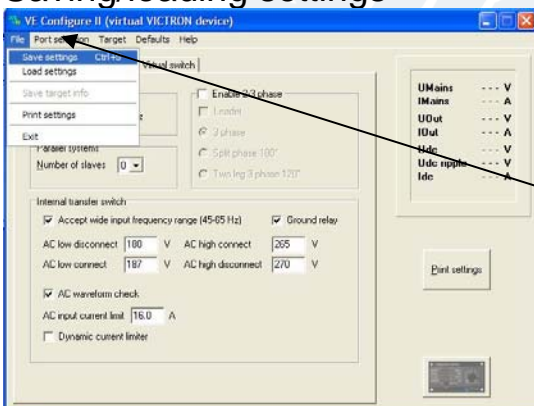 Saving/loading settings
VE Configure II (virtual VICTRON device)
File Port selection Target Defaults Help
Save settings Ctrl+S
Load settings
Save target info
Print settings
Exit
Virtual switch
Enable 2/3 phase
Leader
3 phase
Split phase 180°
Two leg 3 phase 120°
Parallel systems
Number of slaves 0
Internal transfer switch
Accept wide input frequency range (45-65 Hz) Ground relay
AC low disconnect 180 V AC high connect 265 V
AC low connect 187 V AC high disconnect 270 V
AC waveform check
AC input current limit 16.0 A
Dynamic current limiter
UMains --- V
IMains --- A
UOut --- V
IOut --- A
Udc --- V
Udc ripple --- V
Idc --- A
Print settings